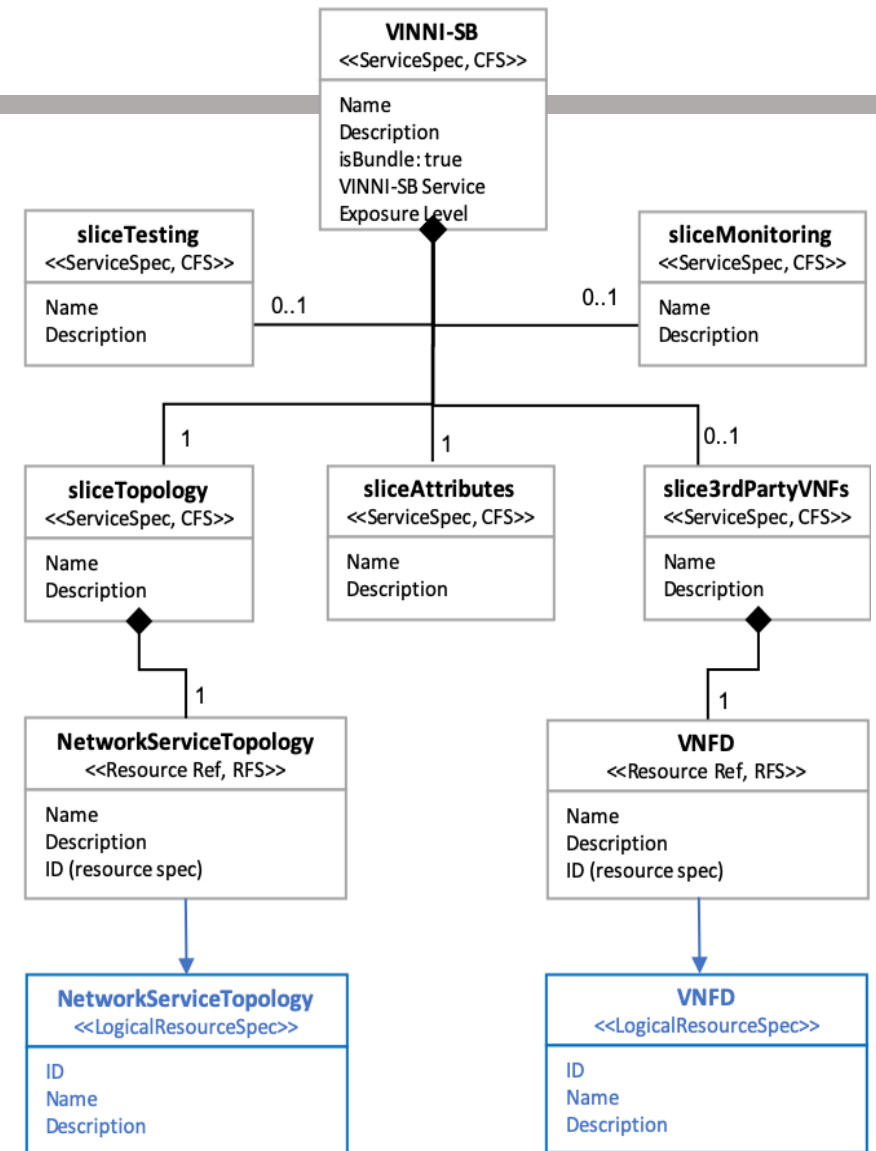 VINNI-SB
<<ServiceSpec, CFS>>
Name
Description
isBundle: true
VINNI-SB Service
Exposure Level
sliceTesting
<<ServiceSpec, CFS>>
Name
Description
0..1
0..1
sliceMonitoring
<<ServiceSpec, CFS>>
Name
Description
1
1
0..1
sliceTopology
<<ServiceSpec, CFS>>
Name
Description
sliceAttributes
<<ServiceSpec, CFS>>
Name
Description
slice3rdPartyVNFs
<<ServiceSpec, CFS>>
Name
Description
1
1
NetworkServiceTopology
<<Resource Ref, RFS>>
Name
Description
ID (resource spec)
VNFD
<<Resource Ref, RFS>>
Name
Description
ID (resource spec)
NetworkServiceTopology
<<LogicalResourceSpec>>
ID
Name
Description
VNFD
<<LogicalResourceSpec>>
ID
Name
Description